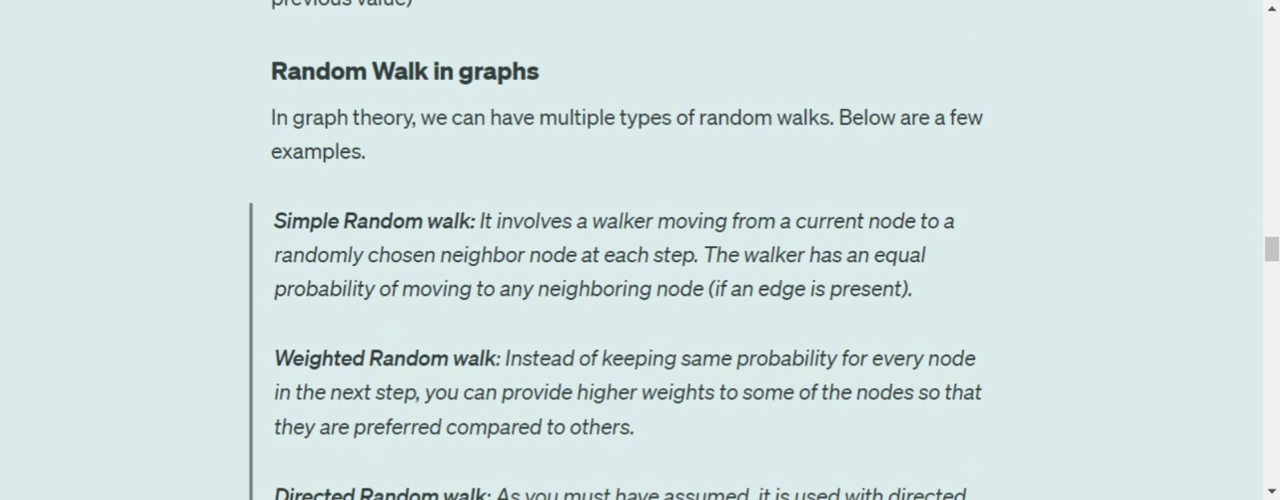 previous value)
Random Walk in graphs
In graph theory, we can have multiple types of random walks. Below are a few
examples.
Simple Random walk: It involves a walker moving from a current node to a
randomly chosen neighbor node at each step. The walker has an equal
probability of moving to any neighboring node (if an edge is present).
Weighted Random walk: Instead of keeping same probability for every node
in the next step, you can provide higher weights to some of the nodes so that
they are preferred compared to others.
Directed Random walk: As you must have assumed, it is used with directed